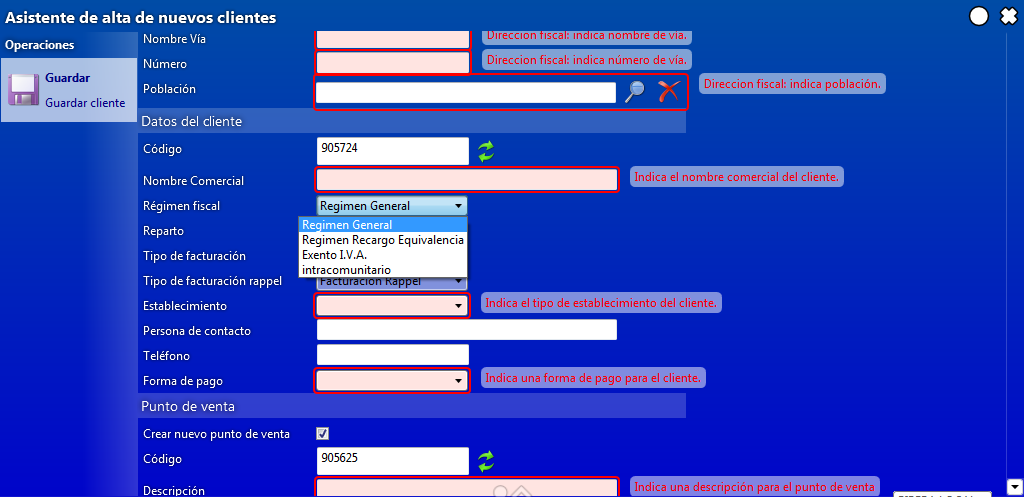 Asistente de alta de nuevos clientes
Operaciones
Guardar
Guardar cliente
Nombre Vía
Direccion fiscal: indica nombre de vía.
Número
Direccion fiscal: indica número de vía.
Población
Direccion fiscal: indica población.
Datos del cliente
Código
905724
Nombre Comercial
Indica el nombre comercial del cliente.
Régimen fiscal
Regimen General
Regimen General
Regimen Recargo Equivalencia
Exento I.V.A.
intracomunitario
Reparto
Tipo de facturación
Tipo de facturación rappel
Facturación Rappel
Establecimiento
Indica el tipo de establecimiento del cliente.
Persona de contacto
Teléfono
Forma de pago
Indica una forma de pago para el cliente.
Punto de venta
Crear nuevo punto de venta
Código
905625
Descripción
Indica una descripción para el punto de venta